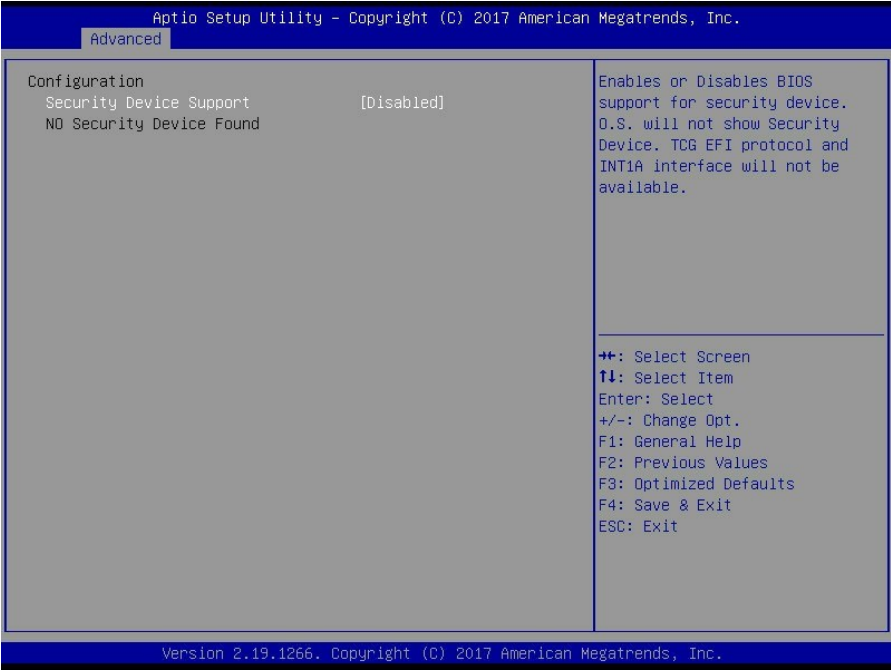 Aptio Setup Utility – Copyright (C) 2017 American Megatrends, Inc.
Advanced
Configuration
Security Device Support [Disabled]
NO Security Device Found
Enables or Disables BIOS
support for security device.
O.S. will not show Security
Device. TCG EFI protocol and
INT1A interface will not be
available.
→←: Select Screen
↑↓: Select Item
Enter: Select
+/-: Change Opt.
F1: General Help
F2: Previous Values
F3: Optimized Defaults
F4: Save & Exit
ESC: Exit
Version 2.19.1266. Copyright (C) 2017 American Megatrends, Inc.